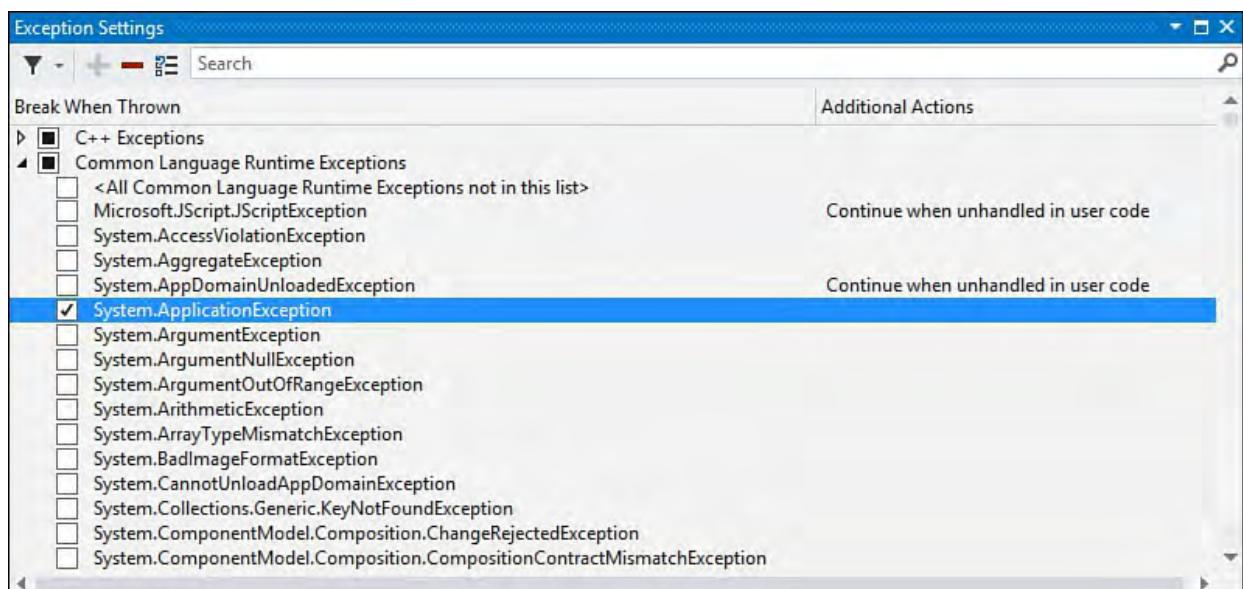 Exception Settings
Search
Break When Thrown Additional Actions
C++ Exceptions
Common Language Runtime Exceptions
<All Common Language Runtime Exceptions not in this list>
Microsoft.JScript.JScriptException Continue when unhandled in user code
System.AccessViolationException
System.AggregateException
System.AppDomainUnloadedException Continue when unhandled in user code
System.ApplicationException
System.ArgumentException
System.ArgumentNullException
System.ArgumentOutOfRangeException
System.ArithmeticException
System.ArrayTypeMismatchException
System.BadImageFormatException
System.CannotUnloadAppDomainException
System.Collections.Generic.KeyNotFoundException
System.ComponentModel.Composition.ChangeRejectedException
System.ComponentModel.Composition.CompositionContractMismatchException